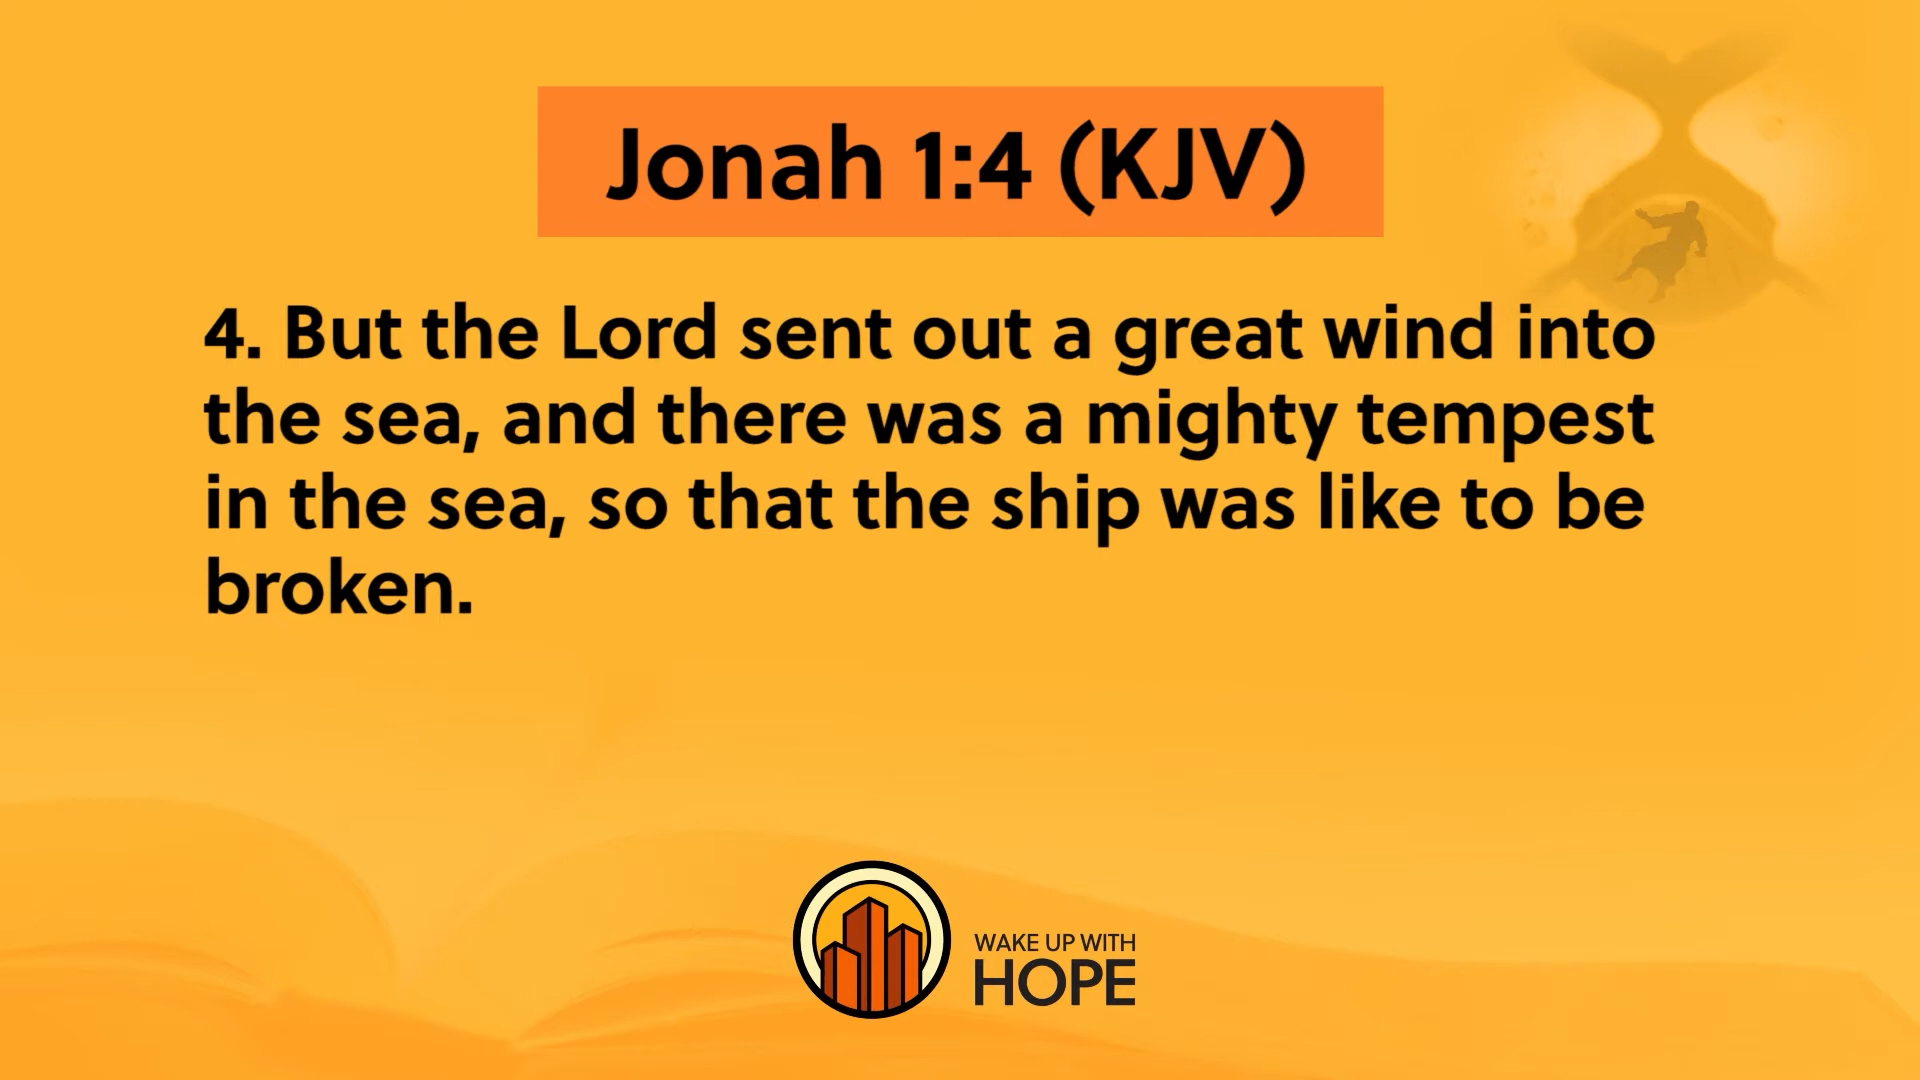 Jonah 1:4 (KJV)
4. But the Lord sent out a great wind into
the sea, and there was a mighty tempest
in the sea, so that the ship was like to be
broken.
WAKE UP WITH
HOPE